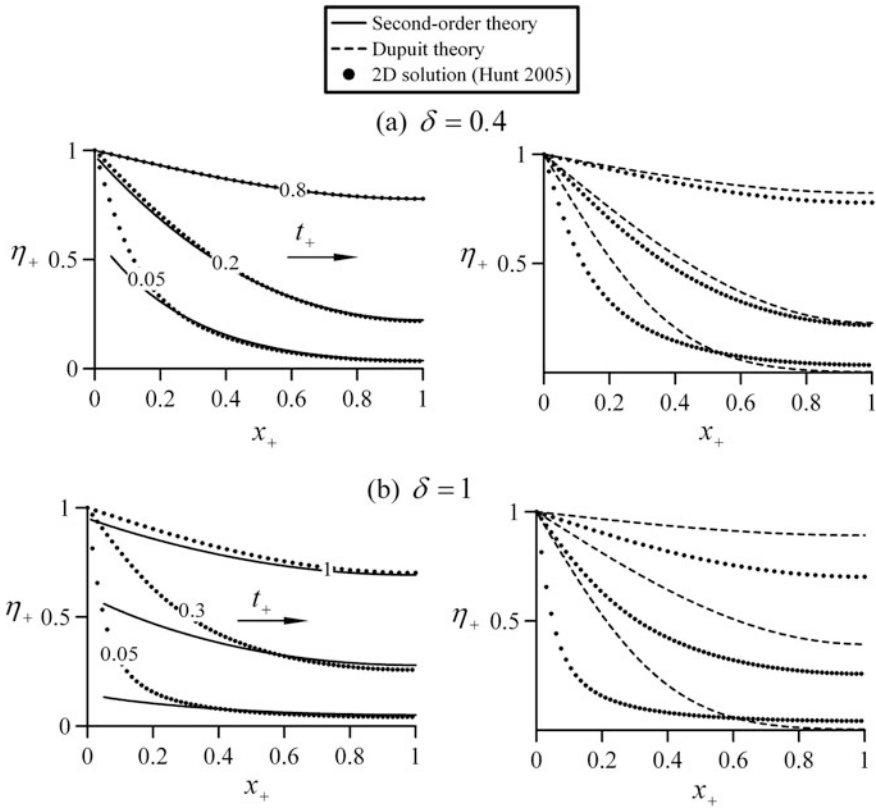 Second-order theory
Dupuit theory
2D solution (Hunt 2005)
(a) δ = 0.4
1
η₊ 0.5
0
0.8
t₊
0.2
0.05
0 0.2 0.4 0.6 0.8 1
x₊
1
η₊
0.5
0 0.2 0.4 0.6 0.8 1
x₊
(b) δ = 1
1
η₊ 0.5
0
1
t₊
0.3
0.05
0 0.2 0.4 0.6 0.8 1
x₊
1
η₊ 0.5
0 0.2 0.4 0.6 0.8 1
x₊